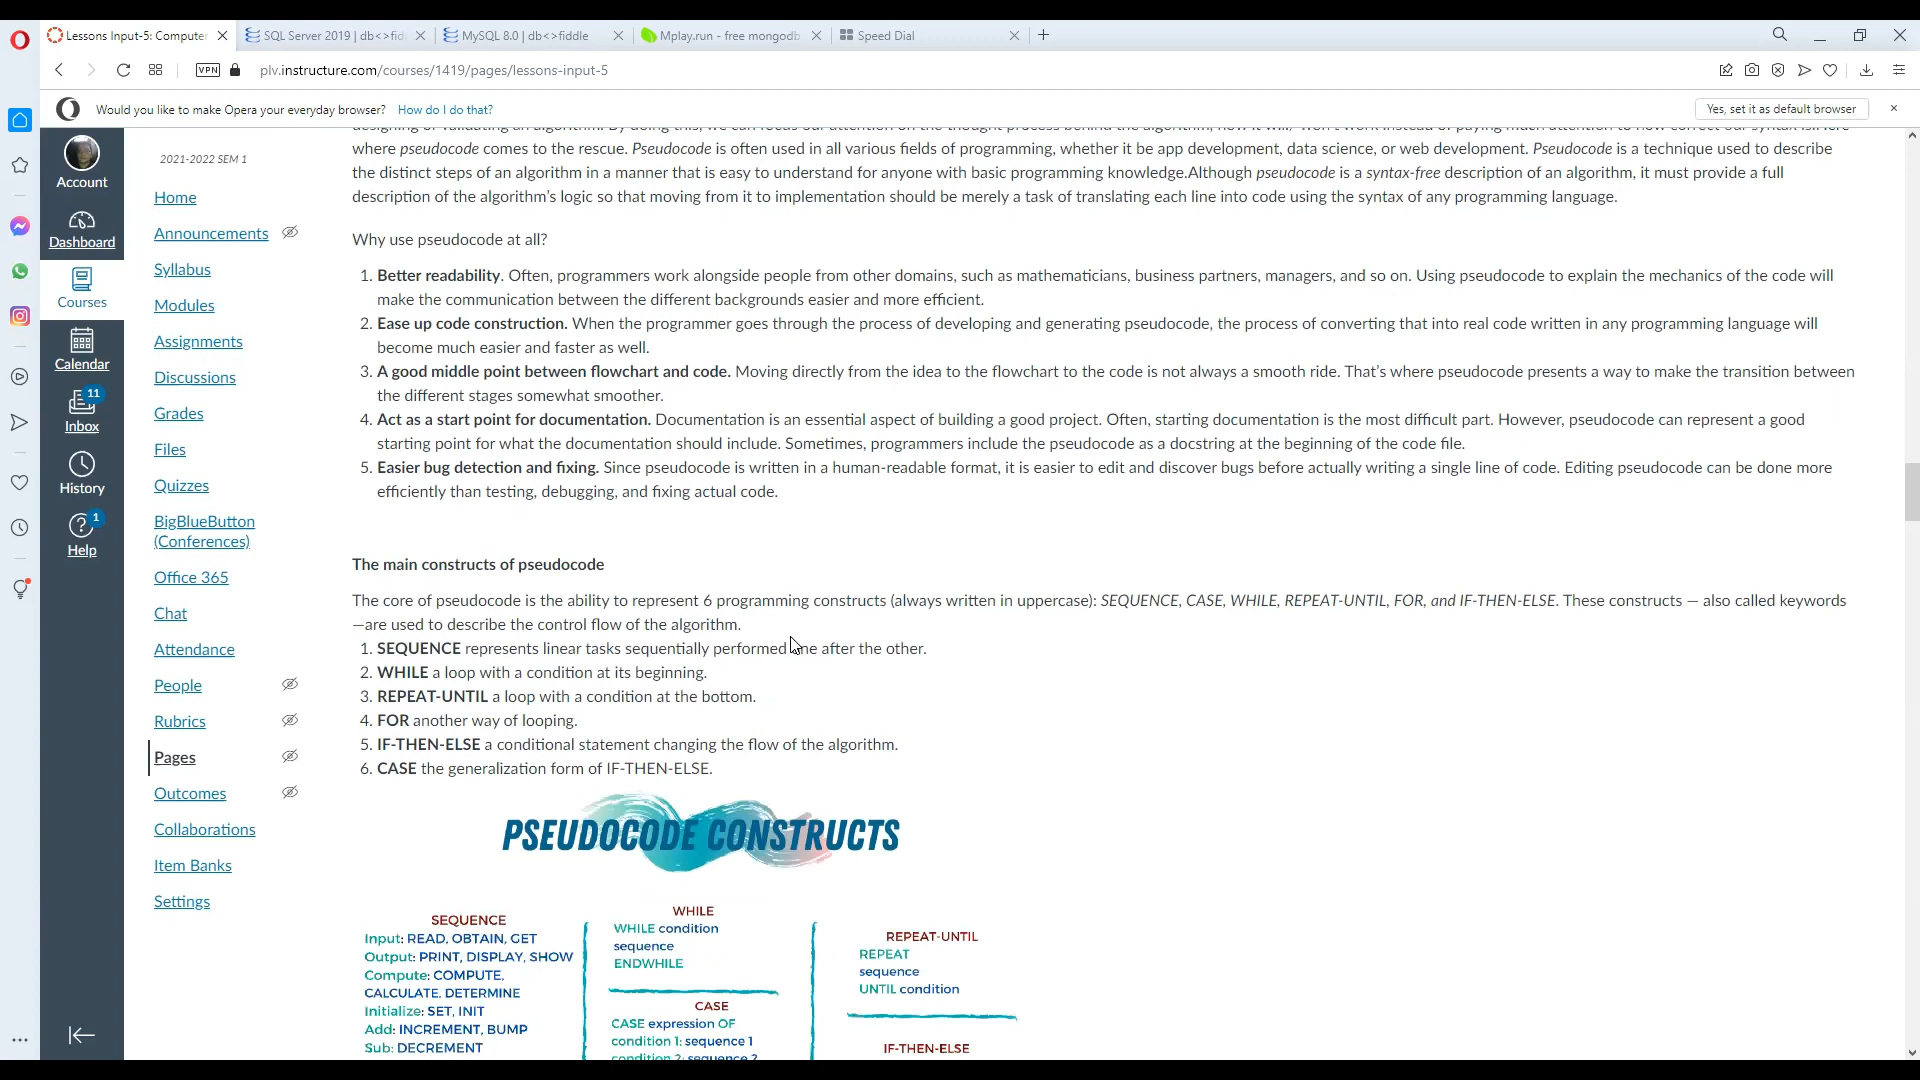 Lessons Input-5: Computer
SQL Server 2019 | db<>fid
MySQL 8.0 | db<>fiddle
Mplay.run - free mongodb
Speed Dial
VPN
plv.instructure.com/courses/1419/pages/lessons-input-5
Would you like to make Opera your everyday browser? How do I do that?
Yes, set it as default browser
Account
Dashboard
Courses
Calendar
11
Inbox
History
1
Help
2021-2022 SEM 1
Home
Announcements
Syllabus
Modules
Assignments
Discussions
Grades
Files
Quizzes
BigBlueButton
(Conferences)
Office 365
Chat
Attendance
People
Rubrics
Pages
Outcomes
Collaborations
Item Banks
Settings
where pseudocode comes to the rescue. Pseudocode is often used in all various fields of programming, whether it be app development, data science, or web development. Pseudocode is a technique used to describe
the distinct steps of an algorithm in a manner that is easy to understand for anyone with basic programming knowledge.Although pseudocode is a syntax-free description of an algorithm, it must provide a full
description of the algorithm's logic so that moving from it to implementation should be merely a task of translating each line into code using the syntax of any programming language.
Why use pseudocode at all?
1. Better readability. Often, programmers work alongside people from other domains, such as mathematicians, business partners, managers, and so on. Using pseudocode to explain the mechanics of the code will
make the communication between the different backgrounds easier and more efficient.
2. Ease up code construction. When the programmer goes through the process of developing and generating pseudocode, the process of converting that into real code written in any programming language will
become much easier and faster as well.
3. A good middle point between flowchart and code. Moving directly from the idea to the flowchart to the code is not always a smooth ride. That's where pseudocode presents a way to make the transition between
the different stages somewhat smoother.
4. Act as a start point for documentation. Documentation is an essential aspect of building a good project. Often, starting documentation is the most difficult part. However, pseudocode can represent a good
starting point for what the documentation should include. Sometimes, programmers include the pseudocode as a docstring at the beginning of the code file.
5. Easier bug detection and fixing. Since pseudocode is written in a human-readable format, it is easier to edit and discover bugs before actually writing a single line of code. Editing pseudocode can be done more
efficiently than testing, debugging, and fixing actual code.
The main constructs of pseudocode
The core of pseudocode is the ability to represent 6 programming constructs (always written in uppercase): SEQUENCE, CASE, WHILE, REPEAT-UNTIL, FOR, and IF-THEN-ELSE. These constructs — also called keywords
—are used to describe the control flow of the algorithm.
1. SEQUENCE represents linear tasks sequentially performed one after the other.
2. WHILE a loop with a condition at its beginning.
3. REPEAT-UNTIL a loop with a condition at the bottom.
4. FOR another way of looping.
5. IF-THEN-ELSE a conditional statement changing the flow of the algorithm.
6. CASE the generalization form of IF-THEN-ELSE.
PSEUDOCODE CONSTRUCTS
SEQUENCE
Input: READ, OBTAIN, GET
Output: PRINT, DISPLAY, SHOW
Compute: COMPUTE,
CALCULATE, DETERMINE
Initialize: SET, INIT
Add: INCREMENT, BUMP
Sub: DECREMENT
WHILE
WHILE condition
sequence
ENDWHILE
CASE
CASE expression OF
condition 1: sequence 1
condition 2: sequence 2
REPEAT-UNTIL
REPEAT
sequence
UNTIL condition
IF-THEN-ELSE